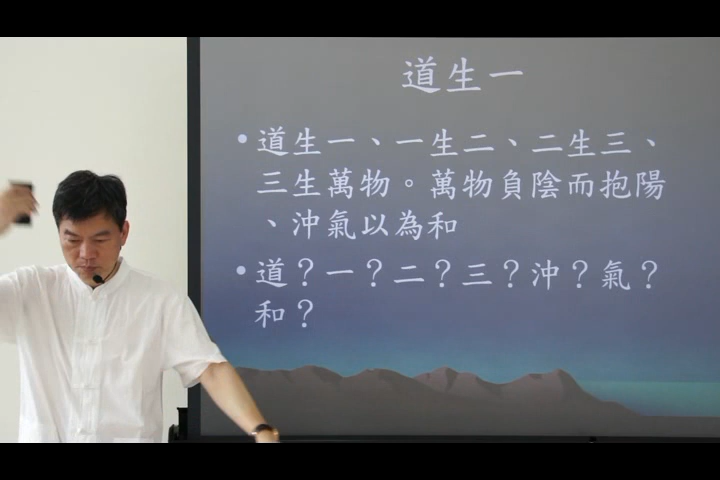 道生一
•道生一、一生二、二生三、
三生萬物。萬物負陰而抱陽
、沖氣以為和
•道？一？二？三？沖？氣？
和？